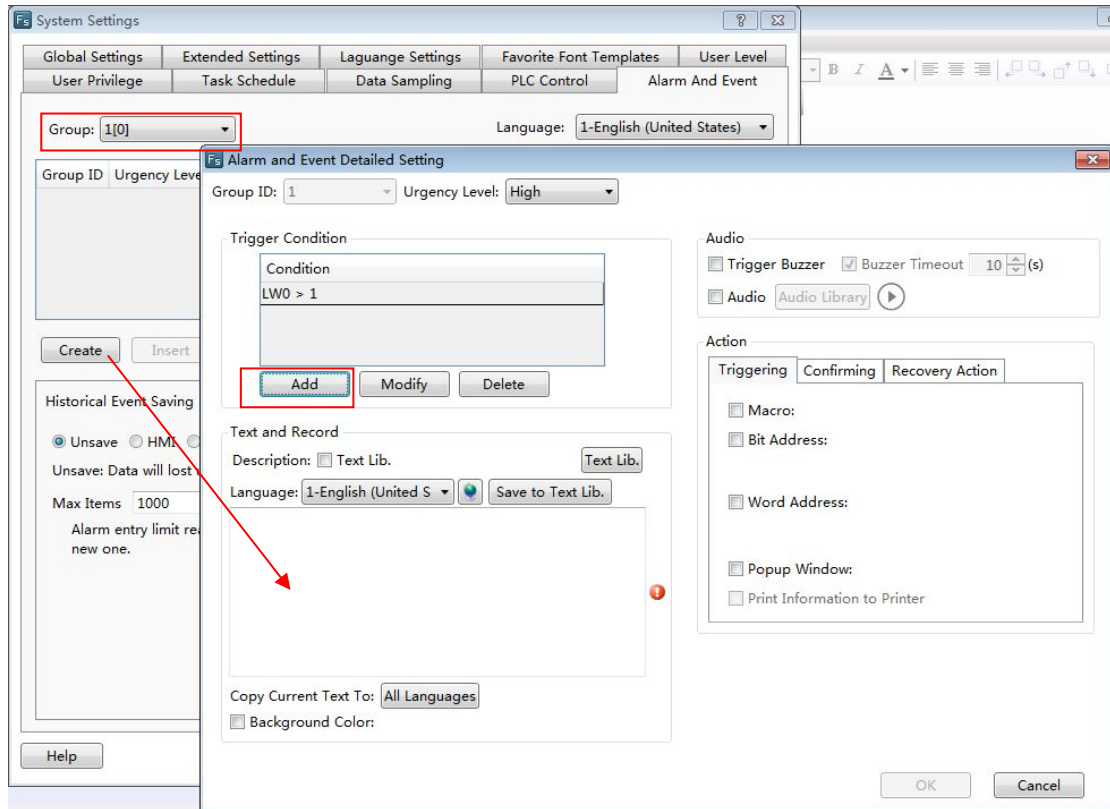 Fs System Settings
Global Settings Extended Settings Laguange Settings Favorite Font Templates User Level
User Privilege Task Schedule Data Sampling PLC Control Alarm And Event
B I A
Group: 1[0] Language: 1-English (United States)
Group ID Urgency Leve
Create Insert
Historical Event Saving
Unsave HMI
Unsave: Data will lost
Max Items 1000
Alarm entry limit rea
new one.
Help
Fs Alarm and Event Detailed Setting
Group ID: 1 Urgency Level: High
Trigger Condition
Condition
LW0 > 1
Add Modify Delete
Text and Record
Description: Text Lib. Text Lib.
Language: 1-English (United S Save to Text Lib.
Copy Current Text To: All Languages
Background Color:
Audio
Trigger Buzzer Buzzer Timeout 10 (s)
Audio Audio Library
Action
Triggering Confirming Recovery Action
Macro:
Bit Address:
Word Address:
Popup Window:
Print Information to Printer
OK Cancel